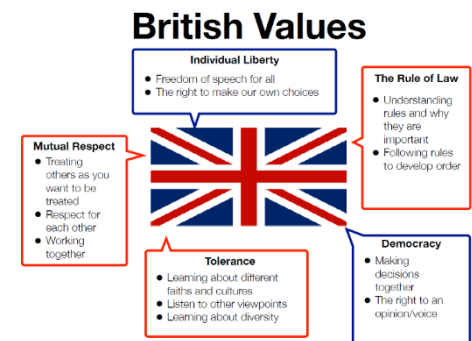 British Values
Individual Liberty
● Freedom of speech for all
● The right to make our own choices
The Rule of Law
● Understanding
rules and why
they are
important
● Following rules
to develop order
Mutual Respect
● Treating
others as you
want to be
treated
● Respect for
each other
● Working
together
Tolerance
● Learning about different
faiths and cultures
● Listen to other viewpoints
● Learning about diversity
Democracy
● Making
decisions
together
● The right to an
opinion/voice